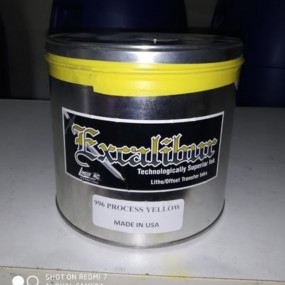 Excalibur
Technologically Superior Ink
Litho/Offset Transfer Inks
996 PROCESS YELLOW
MADE IN USA
SHOT ON REDMI 7